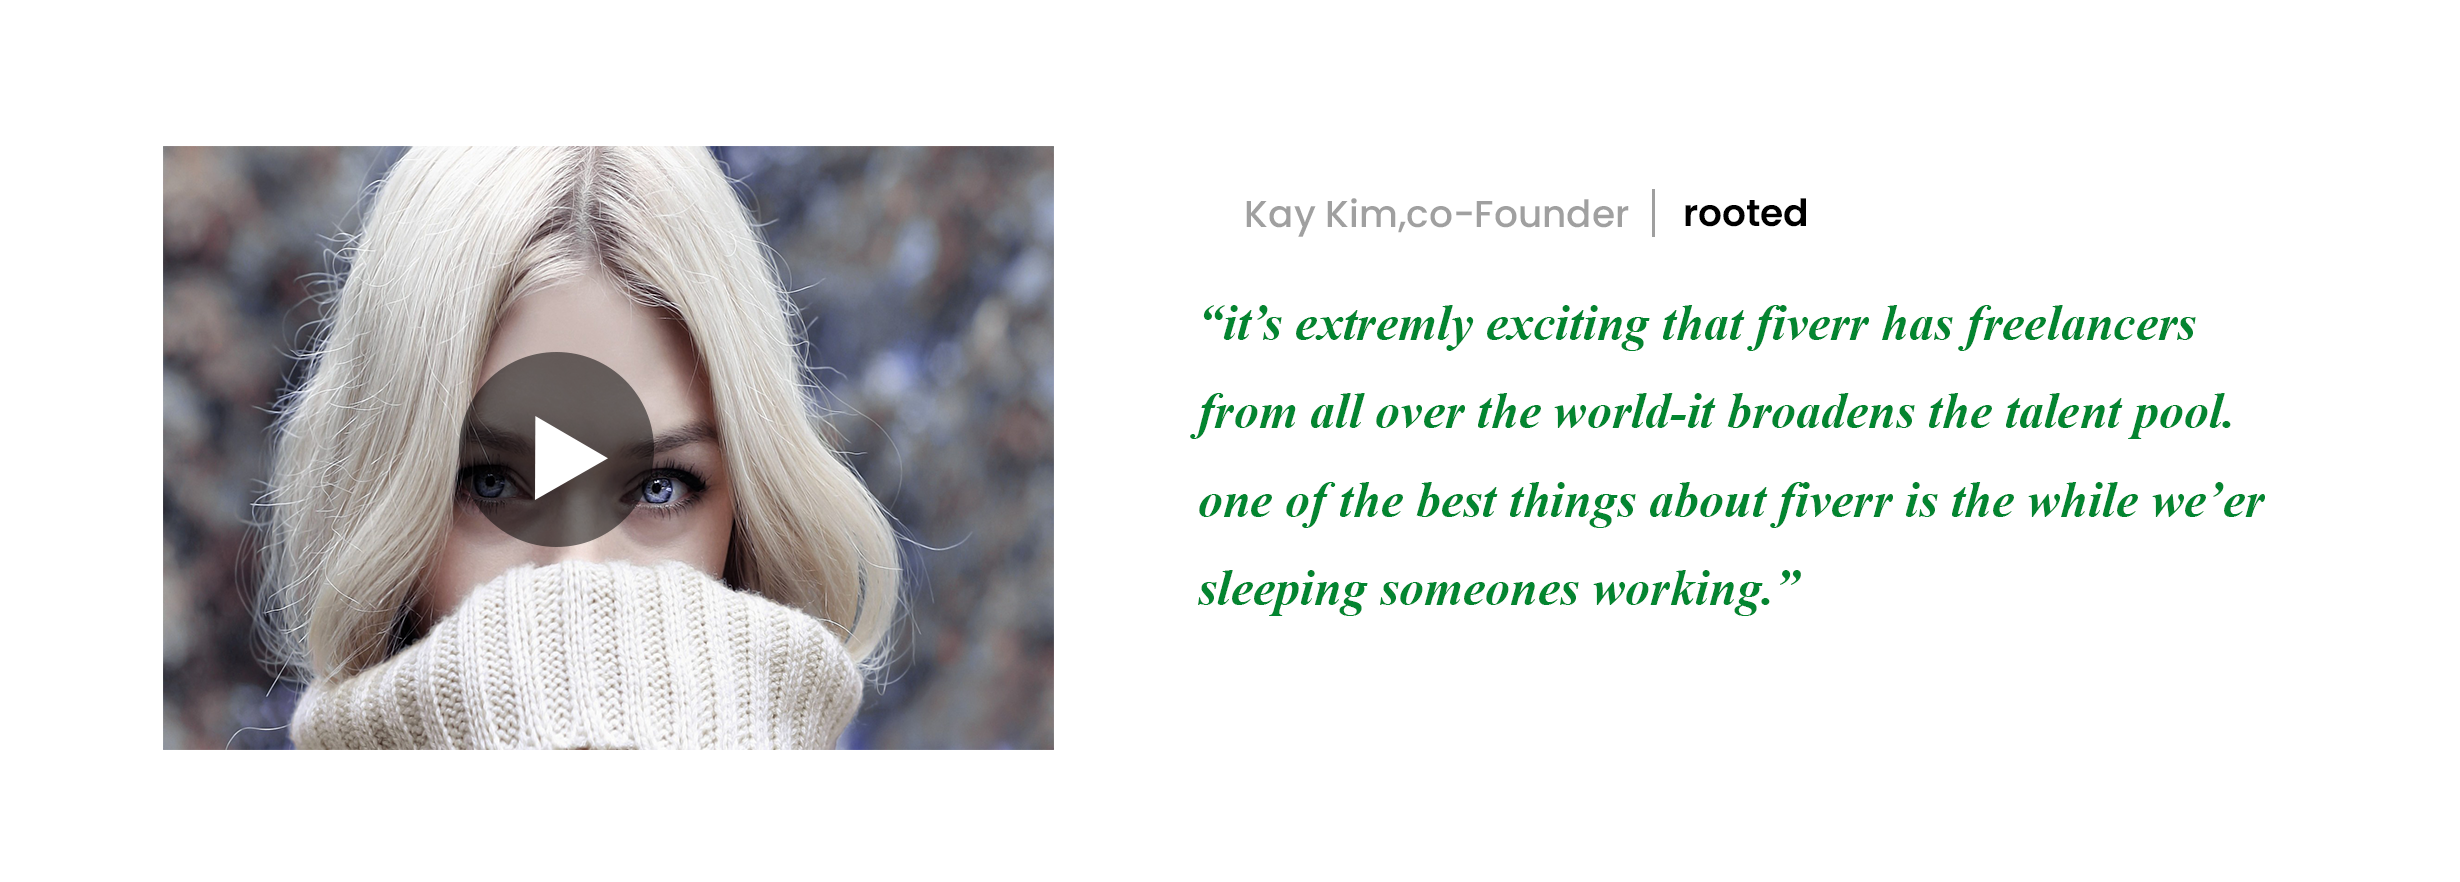 Kay Kim,co-Founder | rooted
“it’s extremly exciting that fiverr has freelancers
from all over the world-it broadens the talent pool.
one of the best things about fiverr is the while we’er
sleeping someones working.”